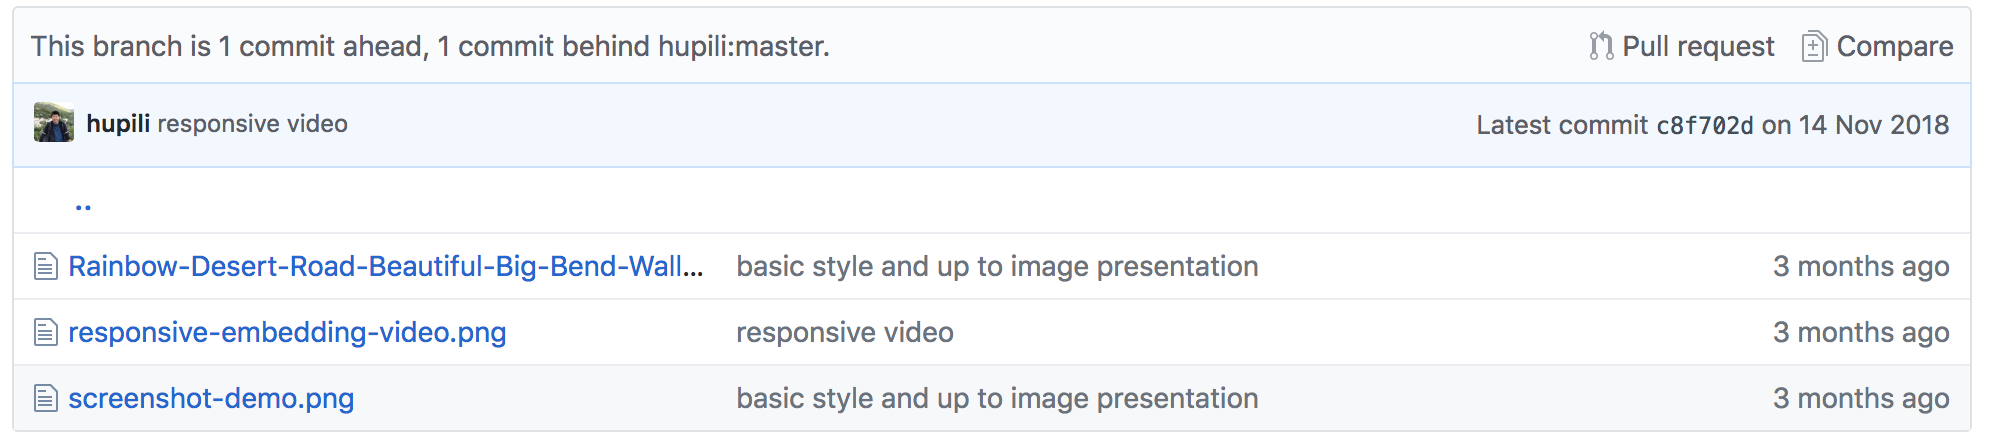 This branch is 1 commit ahead, 1 commit behind hupili:master. Pull request Compare
hupili responsive video Latest commit c8f702d on 14 Nov 2018
..
Rainbow-Desert-Road-Beautiful-Big-Bend-Wall... basic style and up to image presentation 3 months ago
responsive-embedding-video.png responsive video 3 months ago
screenshot-demo.png basic style and up to image presentation 3 months ago